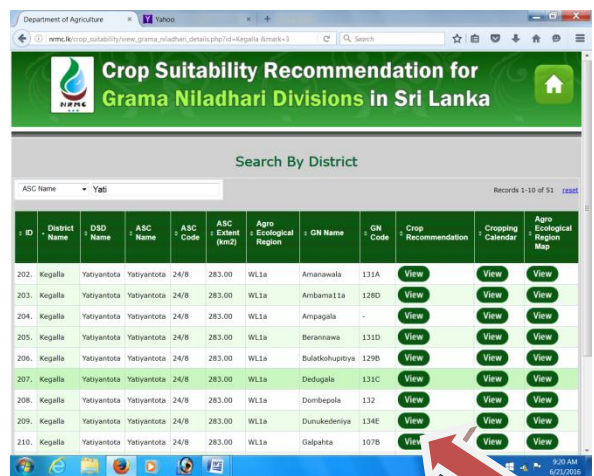 Department of Agriculture
Yahoo
nrmc.lk/crop_suitability/view_grama_niladhari_details.php?id=Kegalla &mark=3
Search
NRMC
Crop Suitability Recommendation for
Grama Niladhari Divisions in Sri Lanka
Search By District
ASC Name Yati Records 1-10 of 51 reset
ID District Name DSD Name ASC Name ASC Code ASC Extent (km2) Agro Ecological Region GN Name GN Code Crop Recommendation Cropping Calendar Agro Ecological Region Map
202. Kegalla Yatiyantota Yatiyantota 24/8 283.00 WL1a Amanawala 131A View View View
203. Kegalla Yatiyantota Yatiyantota 24/8 283.00 WL1a Ambama11a 128D View View View
204. Kegalla Yatiyantota Yatiyantota 24/8 283.00 WL1a Ampagala - View View View
205. Kegalla Yatiyantota Yatiyantota 24/8 283.00 WL1a Berannawa 131D View View View
206. Kegalla Yatiyantota Yatiyantota 24/8 283.00 WL1a Bulatkohupitiya 129B View View View
207. Kegalla Yatiyantota Yatiyantota 24/8 283.00 WL1a Dedugala 131C View View View
208. Kegalla Yatiyantota Yatiyantota 24/8 283.00 WL1a Dombepola 132 View View View
209. Kegalla Yatiyantota Yatiyantota 24/8 283.00 WL1a Dunukedeniya 134E View View View
210. Kegalla Yatiyantota Yatiyantota 24/8 283.00 WL1a Galpahta 107B View View View
9:20 AM
6/21/2016